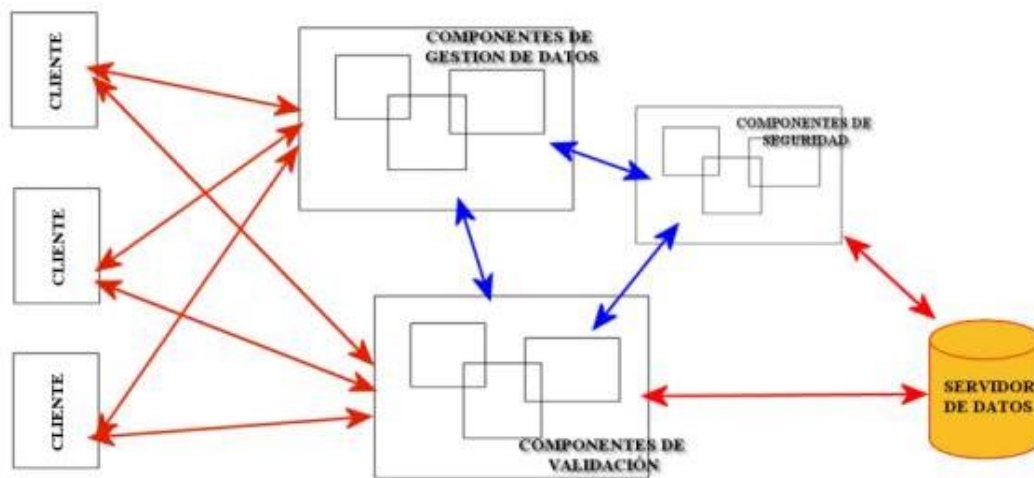 CLIENTE
COMPONENTES DE
GESTION DE DATOS
COMPONENTES DE
SEGURIDAD
CLIENTE
CLIENTE
COMPONENTES DE
VALIDACIÓN
SERVIDOR
DE DATOS